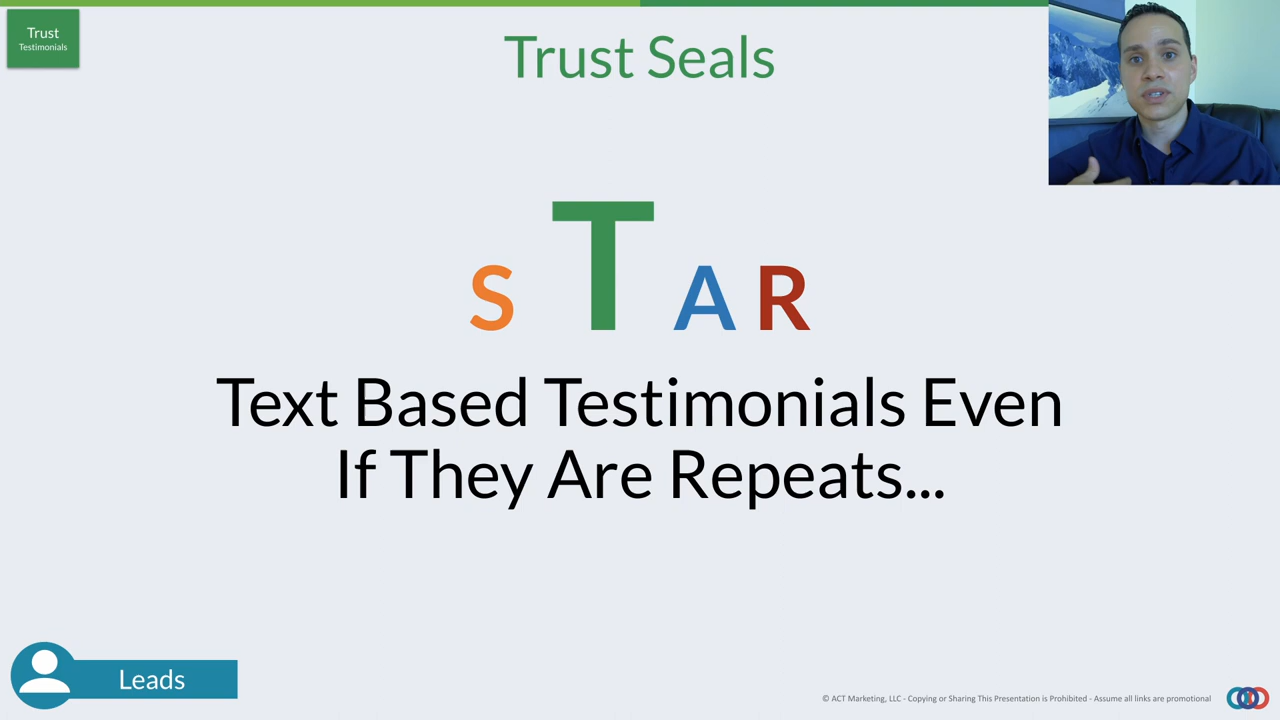 Trust
Testimonials
Trust Seals
S T A R
Text Based Testimonials Even
If They Are Repeats...
Leads
© ACT Marketing, LLC - Copying or Sharing This Presentation is Prohibited - Assume all links are promotional